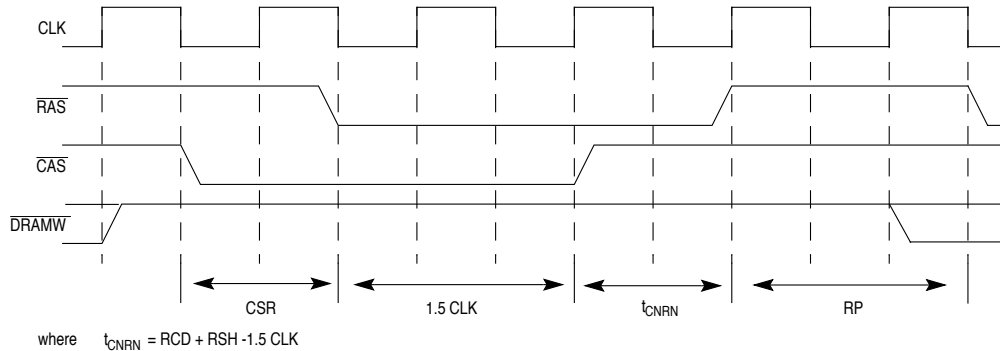 CLK
RAS
CAS
DRAMW
CSR 1.5 CLK tCNRN RP
where tCNRN = RCD + RSH -1.5 CLK